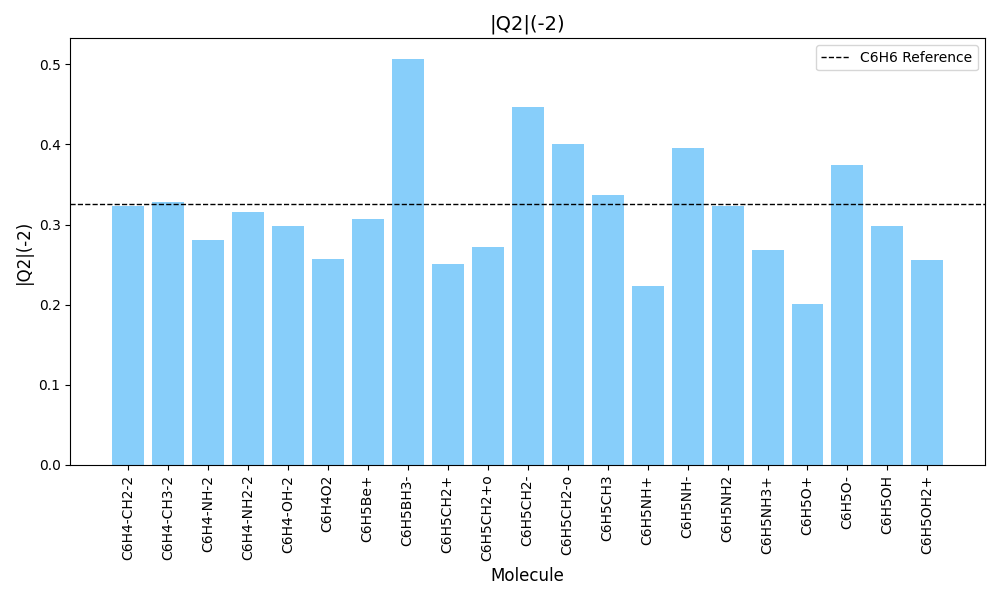 |Q2|(-2)
C6H6 Reference
|Q2|(-2)
0.5
0.4
0.3
0.2
0.1
0.0
C6H4-CH2-2
C6H4-CH3-2
C6H4-NH-2
C6H4-NH2-2
C6H4-OH-2
C6H4O2
C6H5Be+
C6H5BH3-
C6H5CH2+
C6H5CH2+o
C6H5CH2-
C6H5CH2-o
C6H5CH3
C6H5NH+
C6H5NH-
C6H5NH2
C6H5NH3+
C6H5O+
C6H5O-
C6H5OH
C6H5OH2+
Molecule